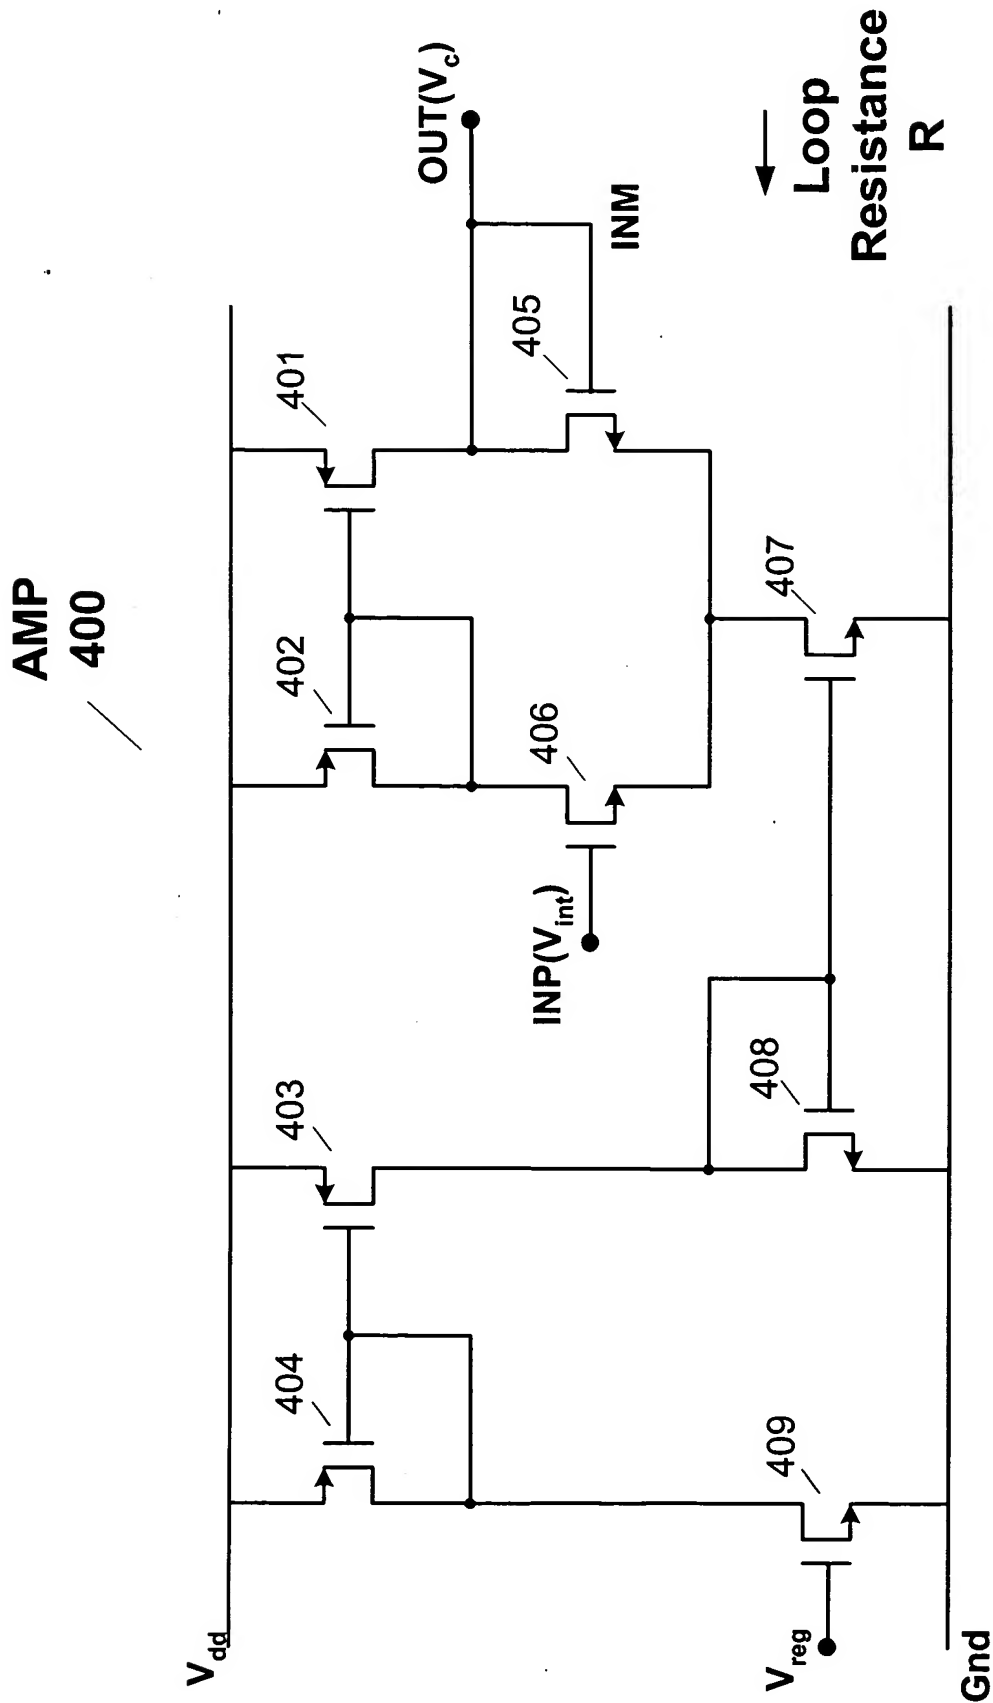 AMP
400
V_dd
404
403
402
401
OUT(V_c)
INP(V_int)
406
405
INM
V_reg
409
408
407
Gnd
Loop
Resistance
R